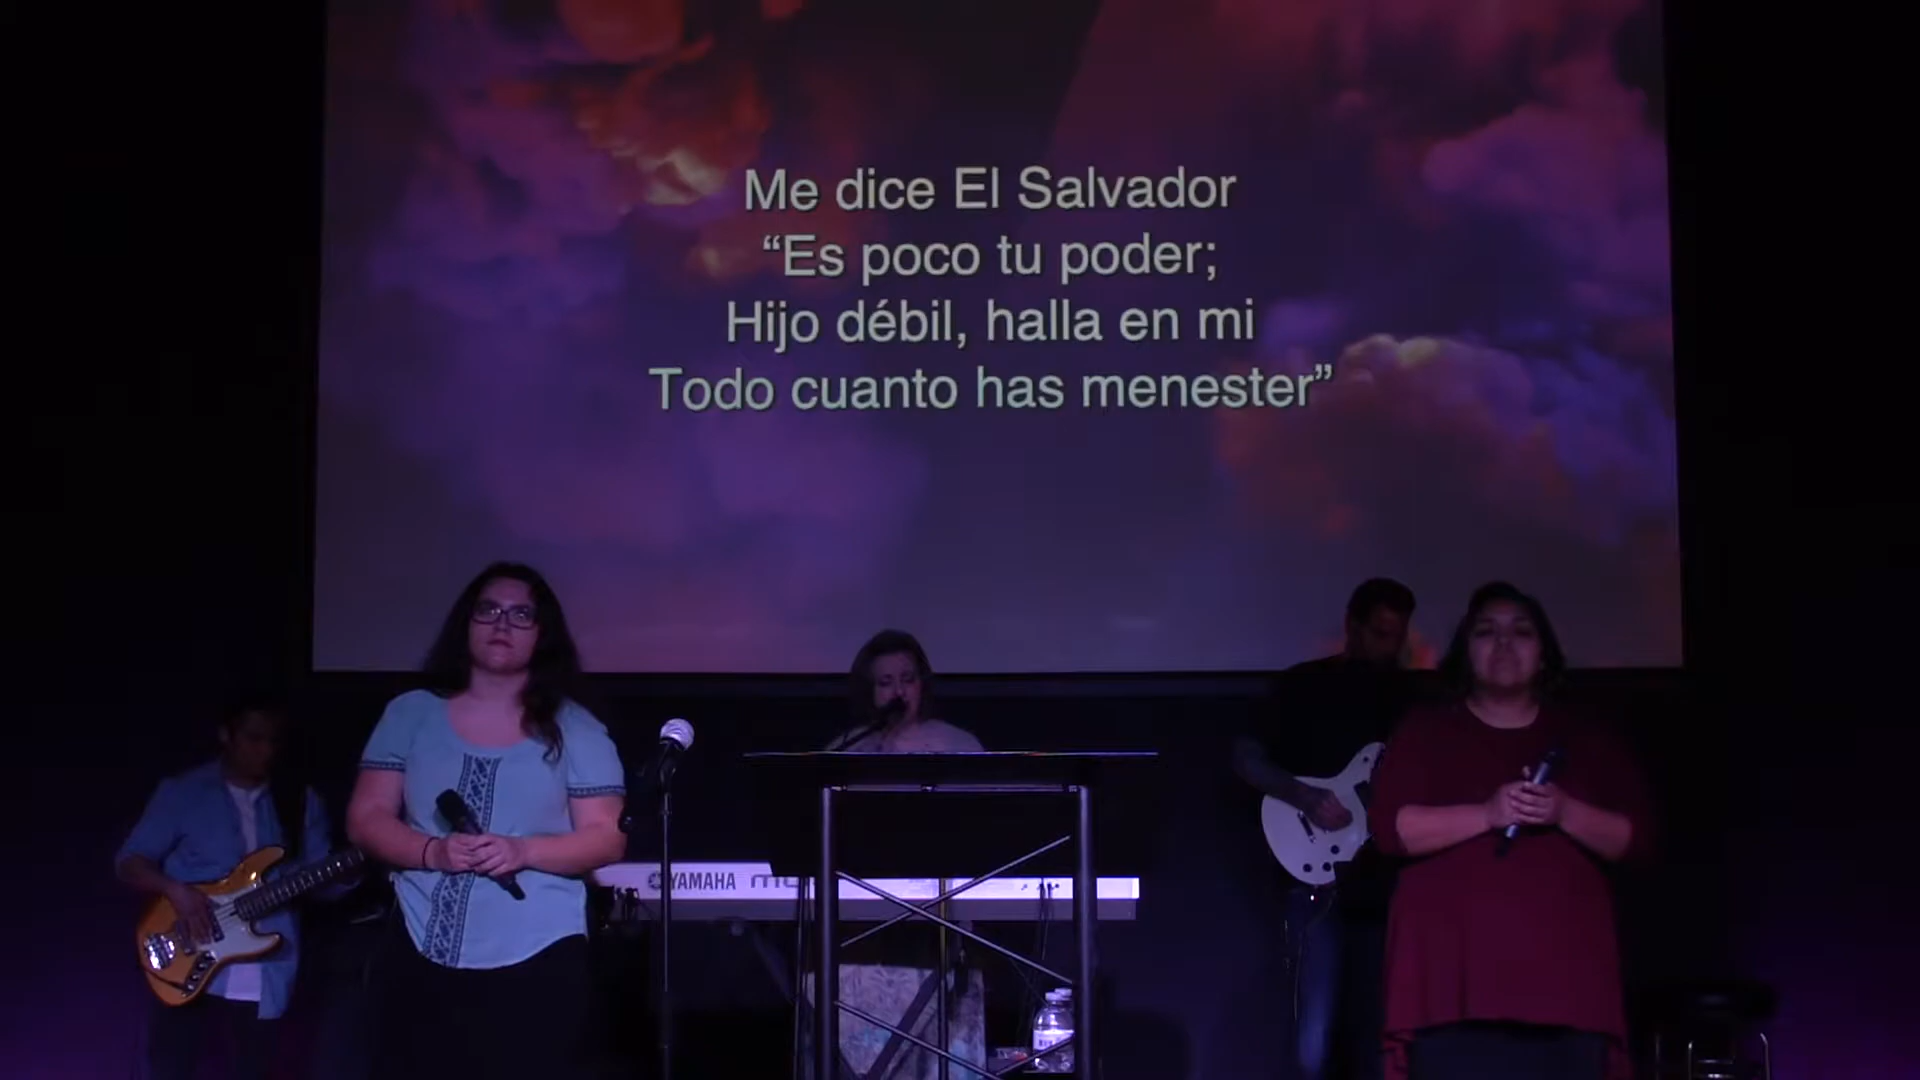 Me dice El Salvador
“Es poco tu poder;
Hijo débil, halla en mi
Todo cuanto has menester”
YAMAHA